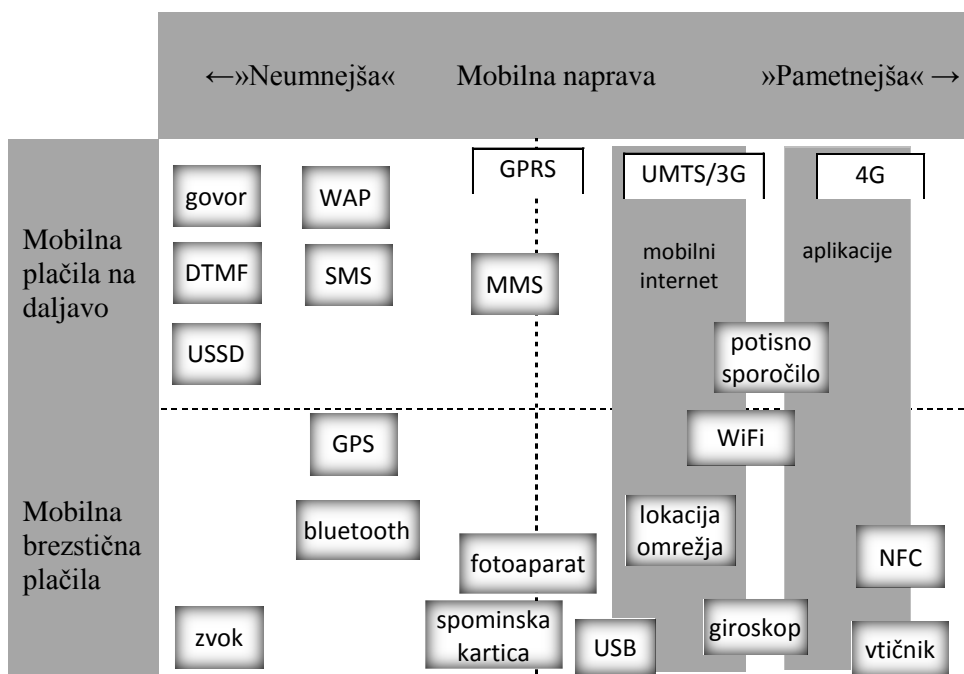 ←»Neumnejša« Mobilna naprava »Pametnejša« →
Mobilna
plačila na
daljavo
govor WAP GPRS UMTS/3G 4G
DTMF SMS MMS
mobilni
internet
aplikacije
USSD
potisno
sporočilo
Mobilna
brezstična
plačila
GPS WiFi
bluetooth
fotoaparat
lokacija
omrežja
NFC
zvok
spominska
kartica
USB
giroskop
vtičnik